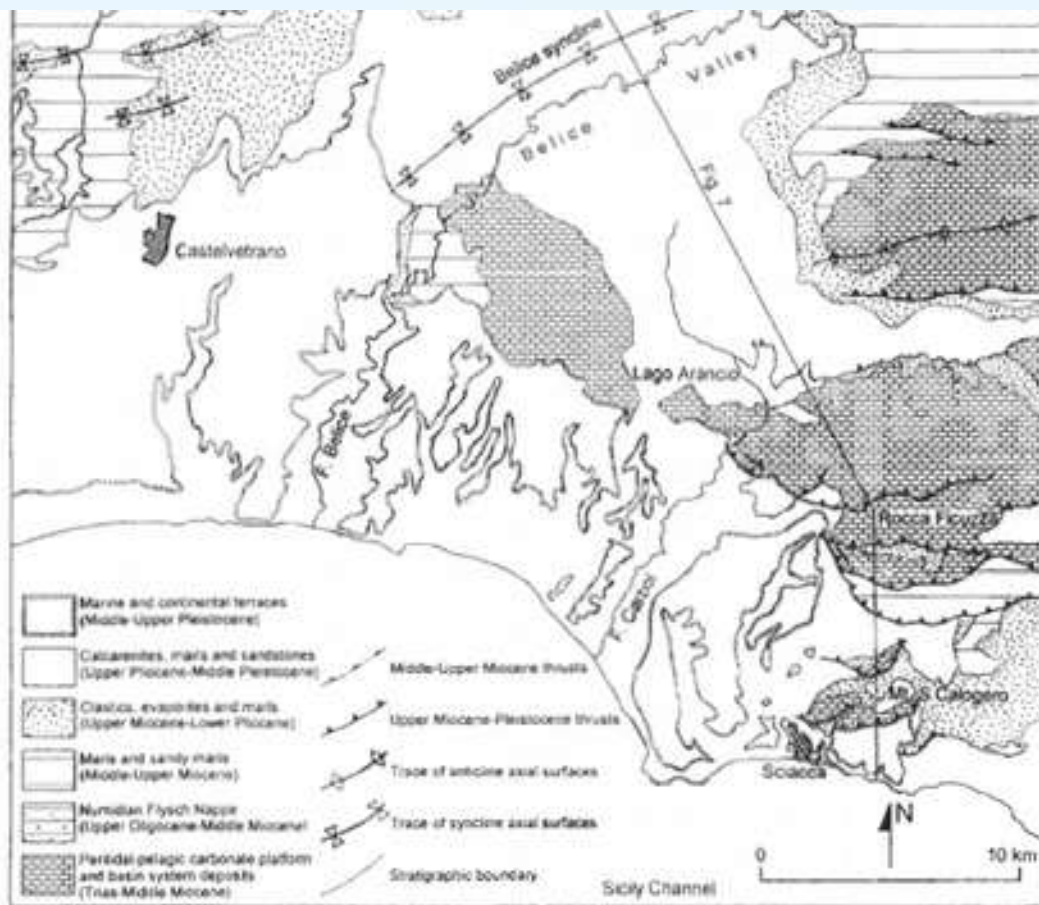 Belice syncline
Valley
Belice
Fig 7
Castelvetrano
Lago Arancio
F. Belice
Rocca Ficuzza
Marine and continental terraces
(Middle-Upper Pleistocene)
F. Carboj
Calcarenites, marls and sandstones
(Upper Pliocene-Middle Pleistocene)
Middle-Upper Miocene thrusts
Mt. S Calogero
Clastics, evaporites and marls
(Upper Miocene-Lower Pliocene)
Upper Miocene-Pleistocene thrusts
Marls and sandy marls
(Middle-Upper Miocene)
Trace of anticline axial surfaces
Sciacca
Numidian Flysch Nappe
(Upper Oligocene-Middle Miocene)
Trace of syncline axial surfaces
N
Peritidal-pelagic carbonate platform
and basin system deposits
(Trias-Middle Miocene)
Stratigraphic boundary
0
10 km
Sicily Channel